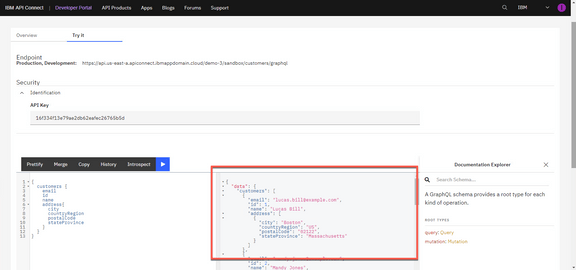 IBM API Connect | Developer Portal API Products Apps Blogs Forums Support IBM
Overview Try it
Endpoint
Production, Development: https://api.us-east-a.apiconnect.ibmappdomain.cloud/demo-3/sandbox/customers/graphql
Security
Identification
API Key
Prettify Merge Copy History Introspect
1 {
2 customers {
3 email
4 id
5 name
6 address{
7 city
8 countryRegion
9 postalCode
10 stateProvince
11 }
12 }
13 }
{
"data": {
"customers": [
{
"email": "lucas.bill@example.com",
"id": 1,
"name": "Lucas Bill",
"address": {
"city": "Boston",
"countryRegion": "US",
"postalCode": "02122",
"stateProvince": "Massachusetts"
}
},
{
"id": 2,
"name": "Mandy Jones",
Documentation Explorer
Search Schema...
A GraphQL schema provides a root type for each
kind of operation.
ROOT TYPES
query: Query
mutation: Mutation